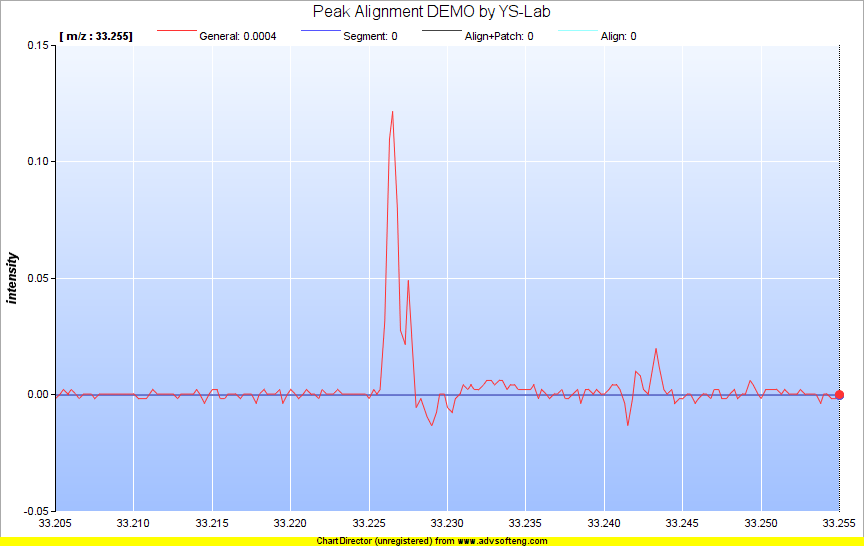 Peak Alignment DEMO by YS-Lab
[ m/z : 33.255] General: 0.0004 Segment: 0 Align+Patch: 0 Align: 0
0.15
0.10
0.05
0.00
-0.05
intensity
33.205 33.210 33.215 33.220 33.225 33.230 33.235 33.240 33.245 33.250 33.255
ChartDirector (unregistered) from www.advsofteng.com